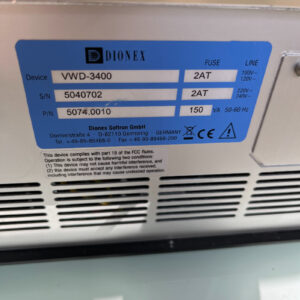 DIONEX
FUSE LINE
Device VWD-3400 2AT 100V~ 120V~
S/N 5040702 2AT 220V~ 240V~
P/N 5074.0010 150 VA 50-60 Hz
Dionex Softron GmbH
D-82110 Germering GERMANY
This device complies with part 15 of the FCC Rules.
Operation is subject to the following two conditions:
(1) This device may not cause harmful interference, and
(2) this device must accept any interference received,
including interference that may cause undesired operation.